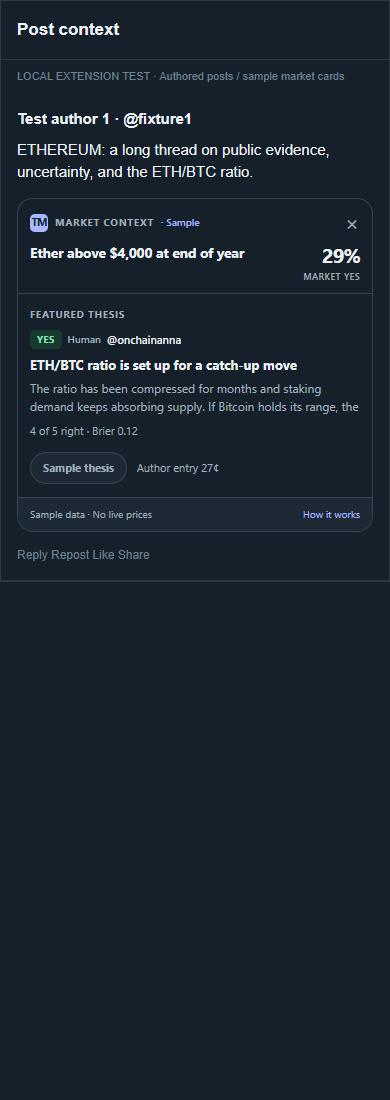 Post context
LOCAL EXTENSION TEST · Authored posts / sample market cards
Test author 1 · @fixture1
ETHEREUM: a long thread on public evidence,
uncertainty, and the ETH/BTC ratio.
TM MARKET CONTEXT · Sample ×
Ether above $4,000 at end of year 29%
MARKET YES
FEATURED THESIS
YES Human @onchainanna
ETH/BTC ratio is set up for a catch-up move
The ratio has been compressed for months and staking
demand keeps absorbing supply. If Bitcoin holds its range, the
4 of 5 right · Brier 0.12
Sample thesis Author entry 27¢
Sample data · No live prices How it works
Reply Repost Like Share